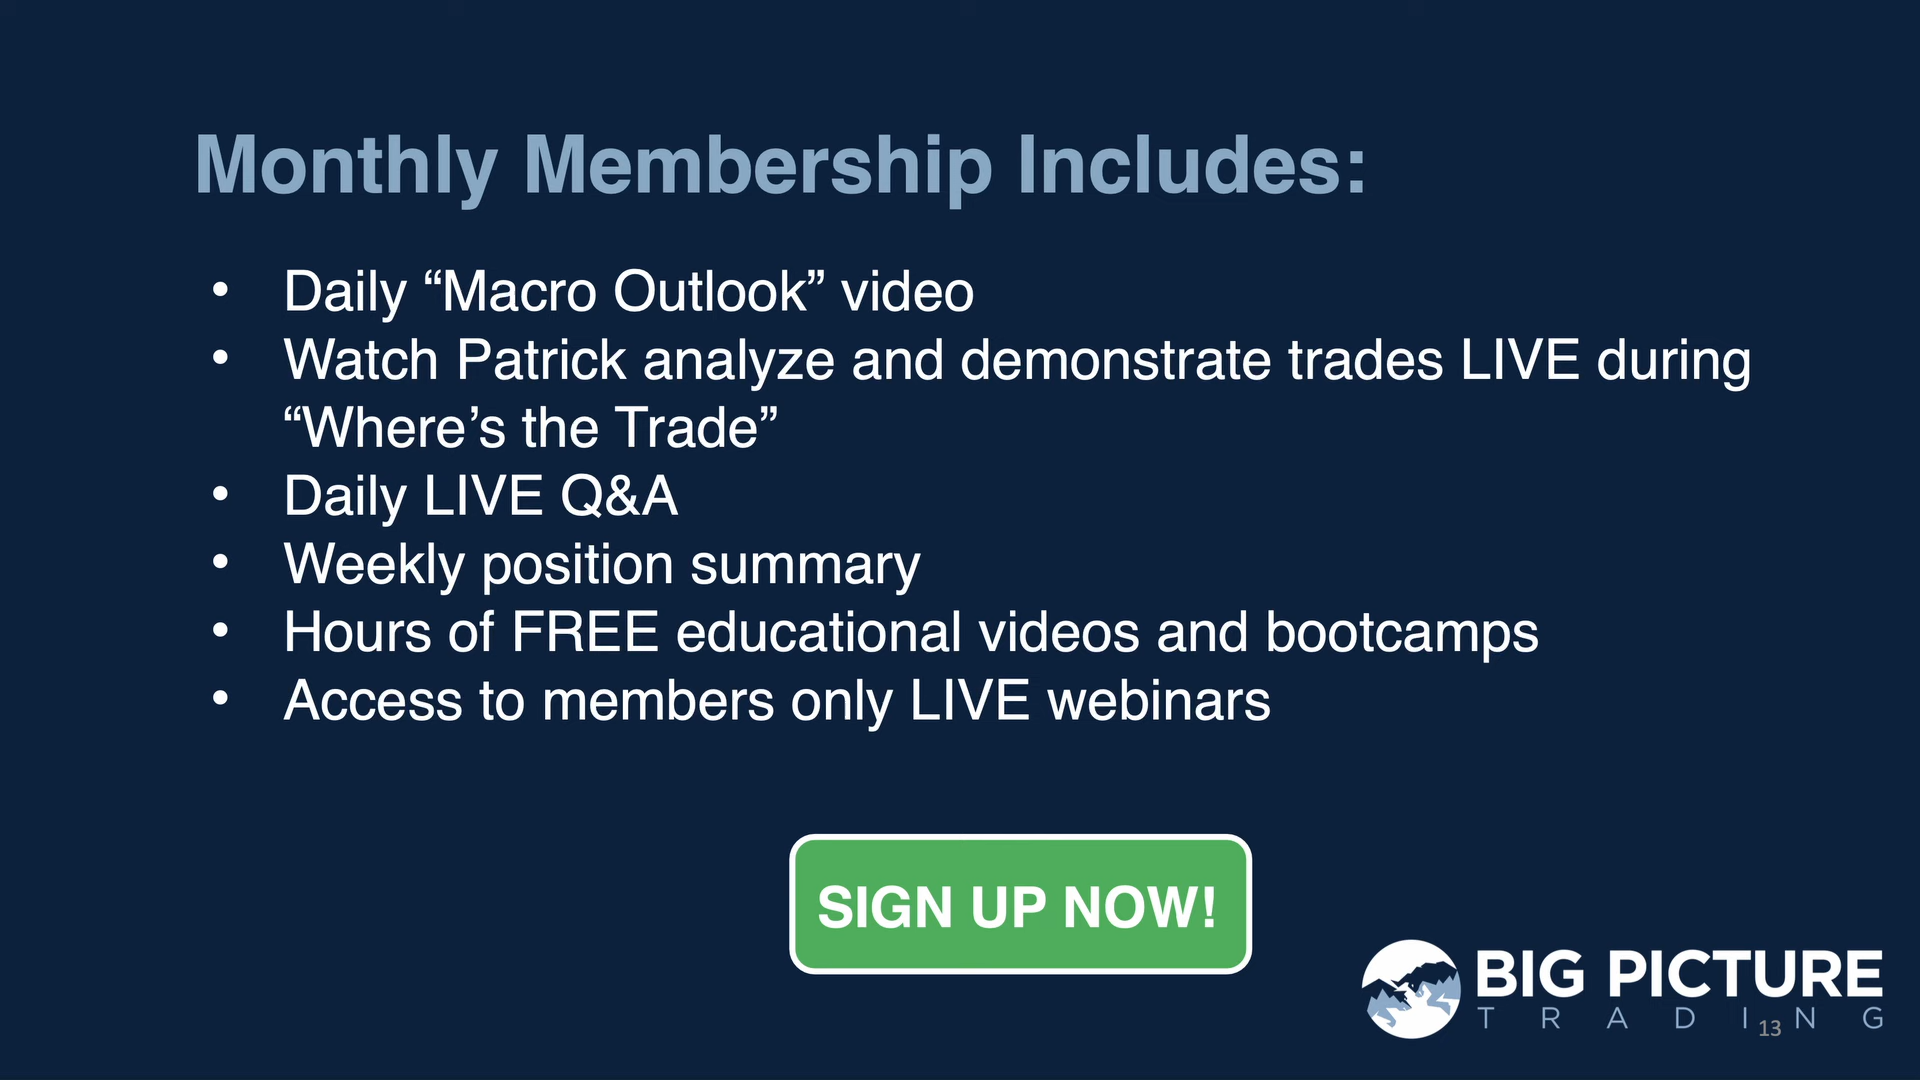 Monthly Membership Includes:
• Daily “Macro Outlook” video
• Watch Patrick analyze and demonstrate trades LIVE during
“Where’s the Trade”
• Daily LIVE Q&A
• Weekly position summary
• Hours of FREE educational videos and bootcamps
• Access to members only LIVE webinars
SIGN UP NOW!
BIG PICTURE
TRADING
13